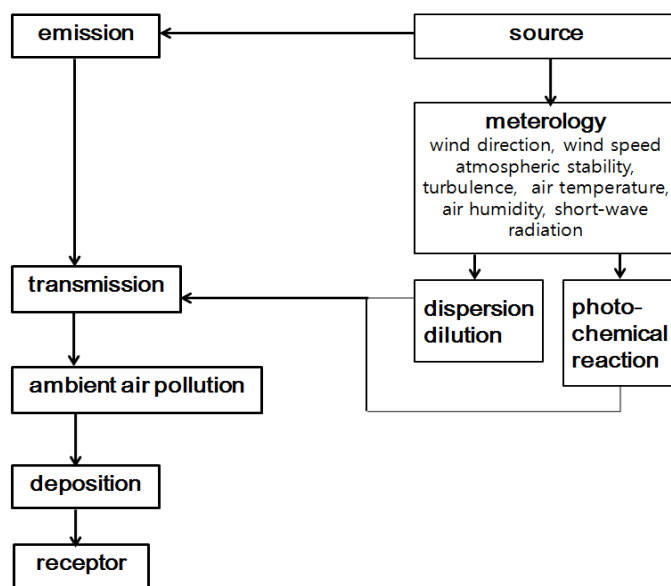 emission
source
meterology
wind direction, wind speed
atmospheric stability,
turbulence, air temperature,
air humidity, short-wave
radiation
transmission
dispersion
dilution
photo-
chemical
reaction
ambient air pollution
deposition
receptor